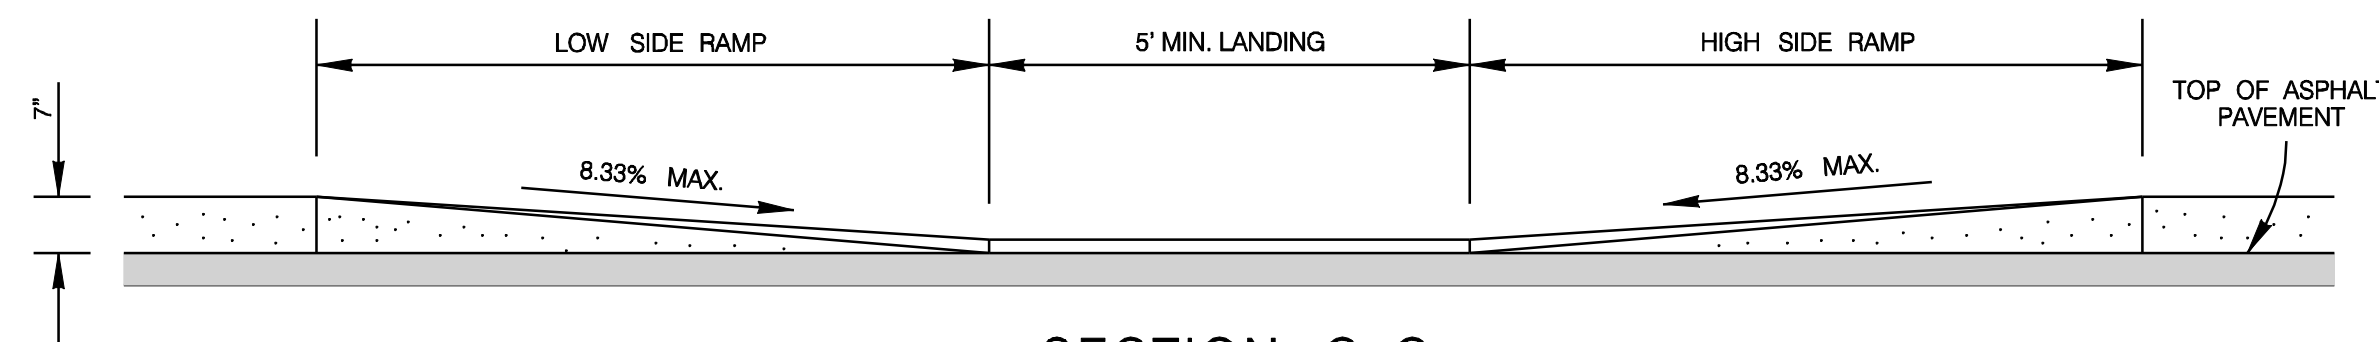 LOW SIDE RAMP
5' MIN. LANDING
HIGH SIDE RAMP
7"
TOP OF ASPHALT
PAVEMENT
8.33% MAX.
8.33% MAX.